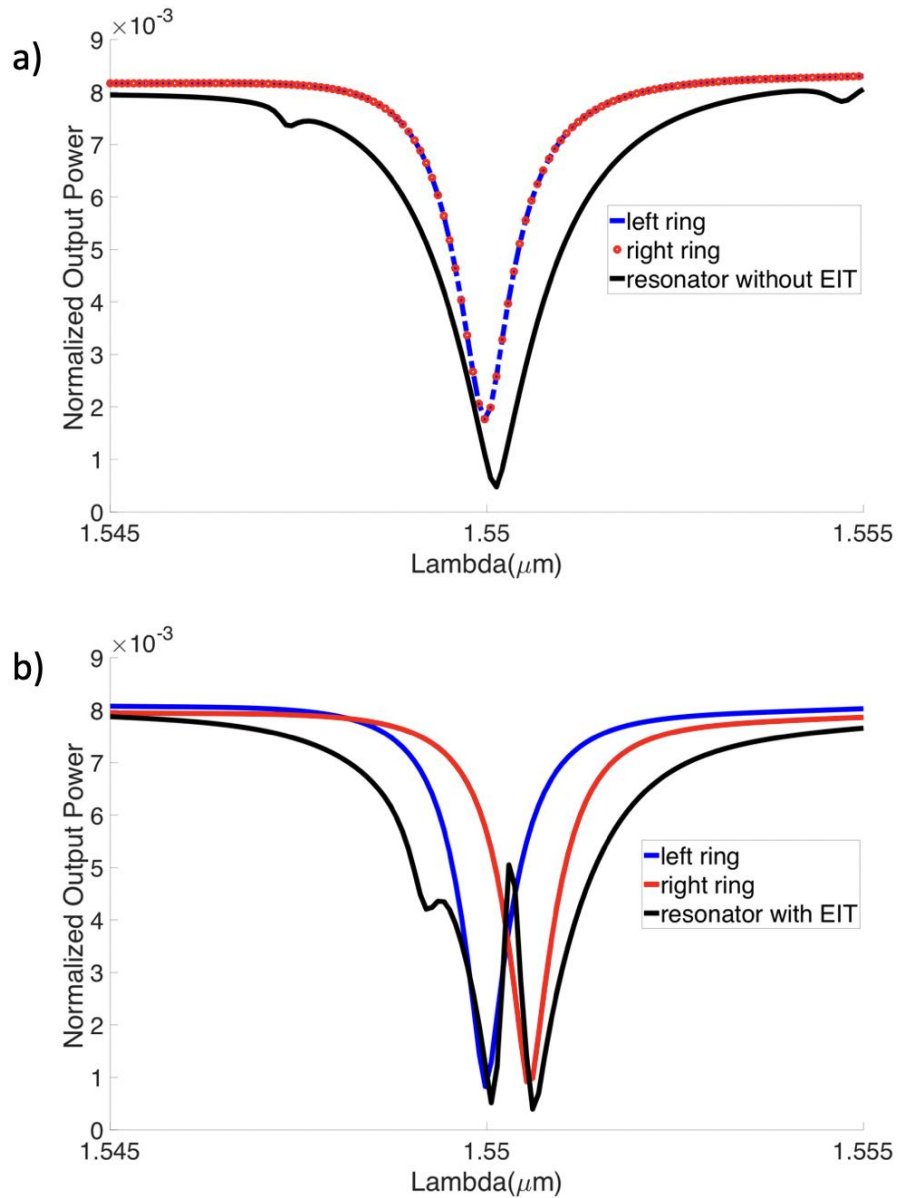 a)
×10⁻³
9
8
7
6
5
4
3
2
1
0
Normalized Output Power
left ring
right ring
resonator without EIT
1.545 1.55 1.555
Lambda(μm)
b)
×10⁻³
9
8
7
6
5
4
3
2
1
0
Normalized Output Power
left ring
right ring
resonator with EIT
1.545 1.55 1.555
Lambda(μm)